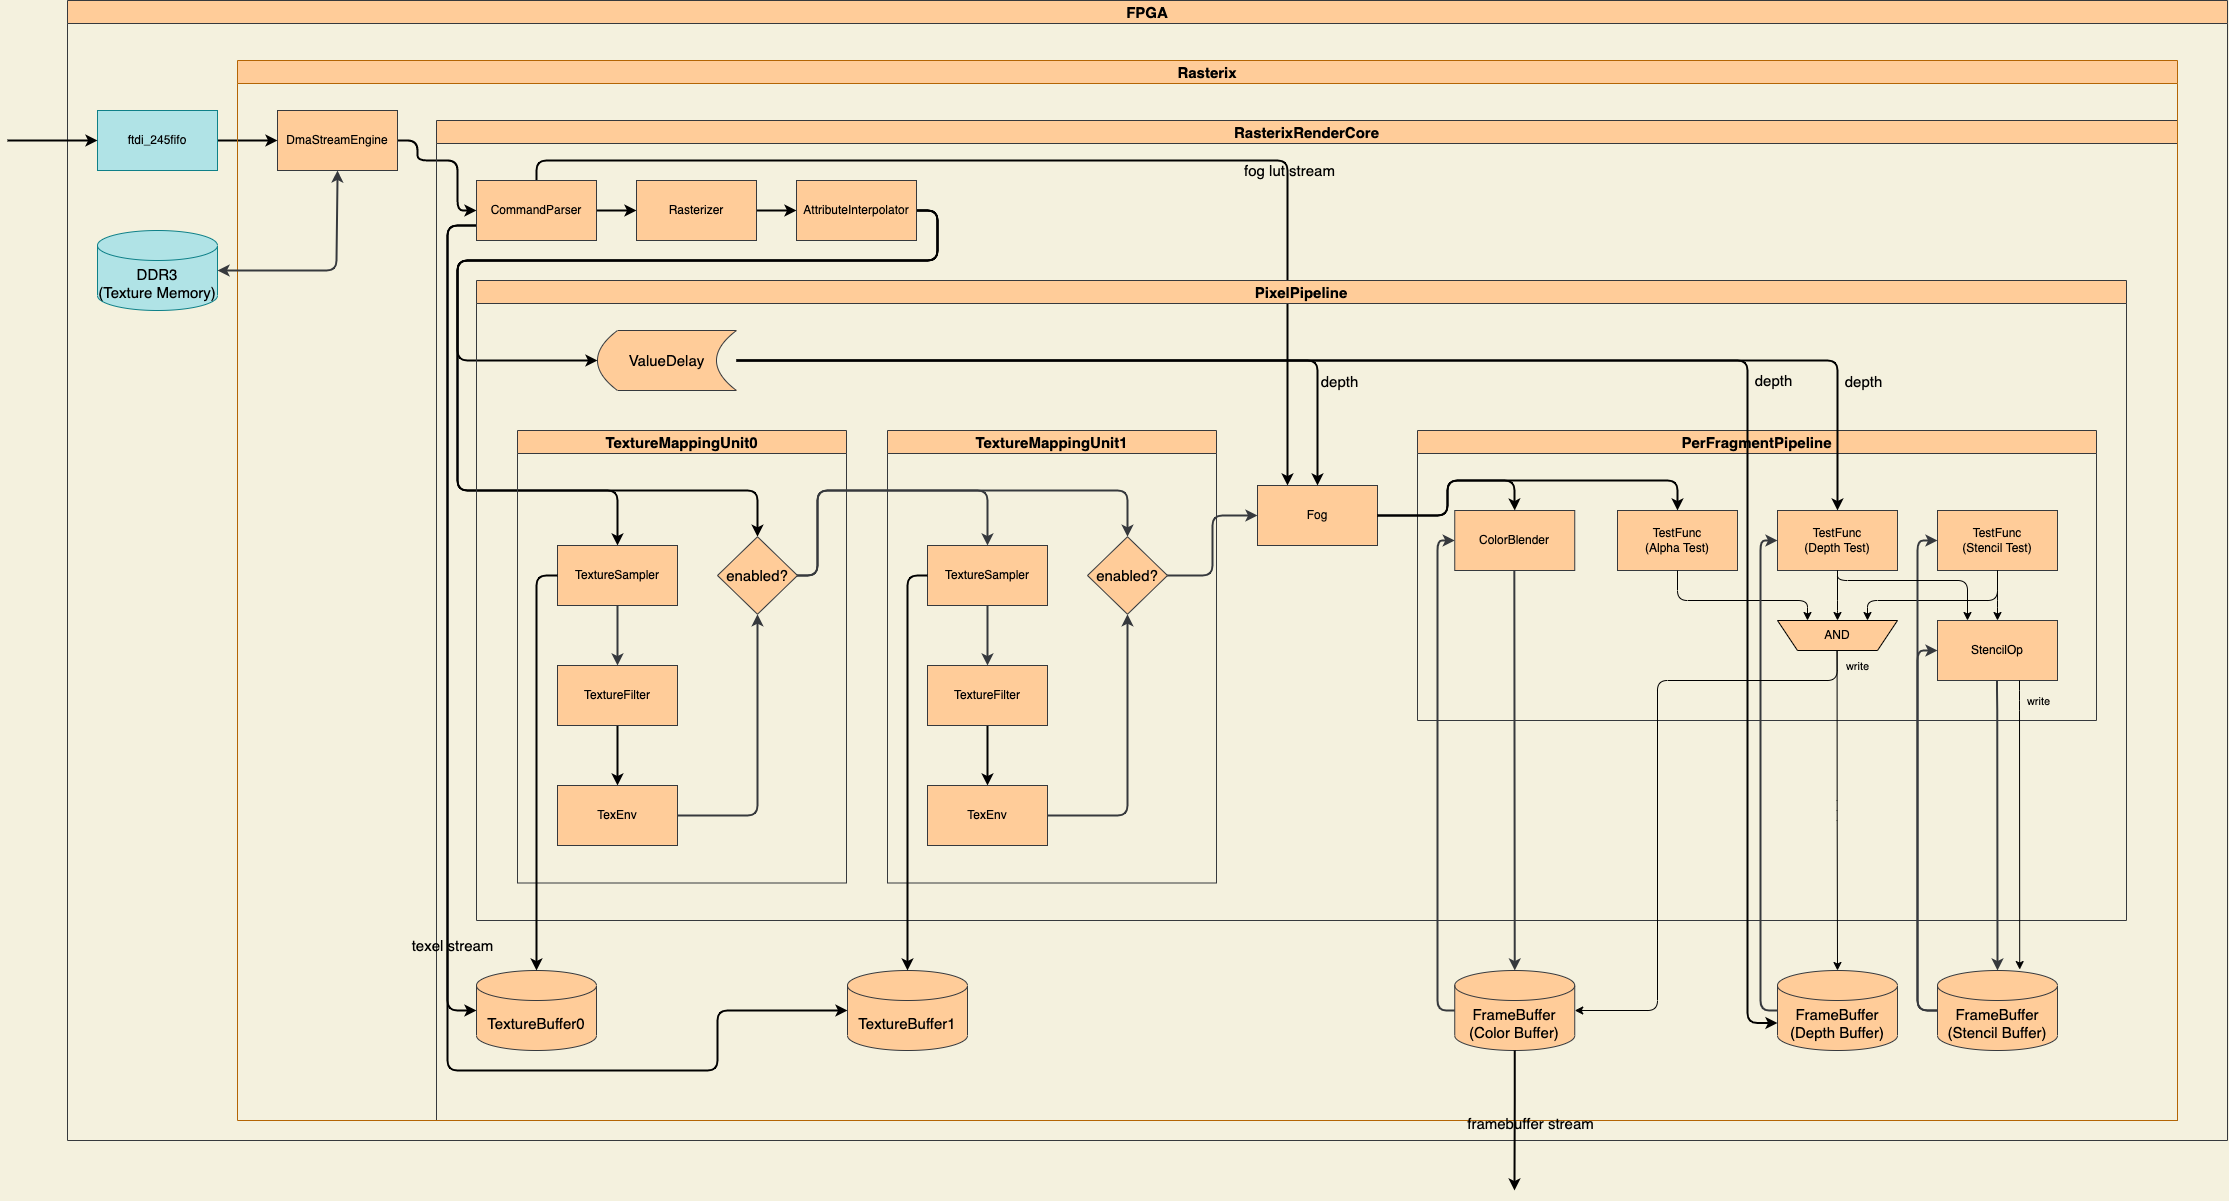 FPGA
Rasterix
ftdi_245fifo
DmaStreamEngine
RasterixRenderCore
fog lut stream
CommandParser
Rasterizer
AttributeInterpolator
DDR3
(Texture Memory)
PixelPipeline
ValueDelay
depth
depth
depth
TextureMappingUnit0
TextureMappingUnit1
PerFragmentPipeline
Fog
ColorBlender
TestFunc
(Alpha Test)
TestFunc
(Depth Test)
TestFunc
(Stencil Test)
TextureSampler
enabled?
TextureSampler
enabled?
AND
write
StencilOp
write
TextureFilter
TextureFilter
TexEnv
TexEnv
texel stream
TextureBuffer0
TextureBuffer1
FrameBuffer
(Color Buffer)
FrameBuffer
(Depth Buffer)
FrameBuffer
(Stencil Buffer)
framebuffer stream